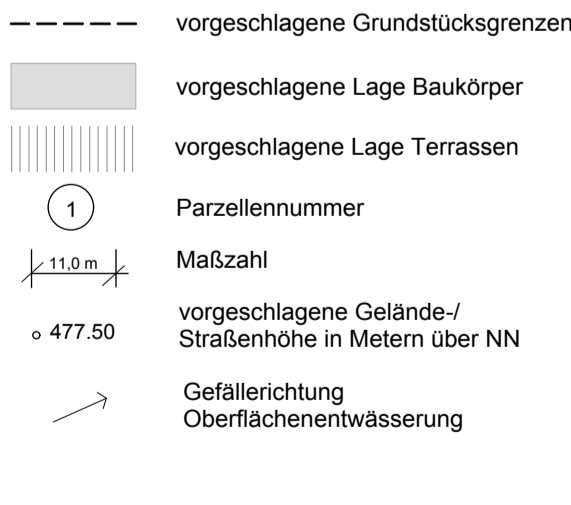 vorgeschlagene Grundstücksgrenzen
vorgeschlagene Lage Baukörper
vorgeschlagene Lage Terrassen
1 Parzellennummer
11,0 m Maßzahl
477.50 vorgeschlagene Gelände-/
Straßenhöhe in Metern über NN
Gefällerichtung
Oberflächenentwässerung